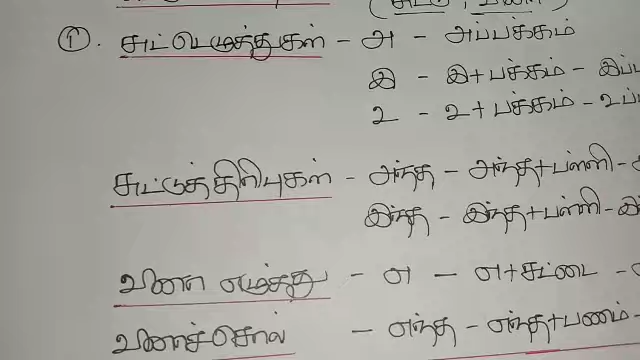 ① . சுட்டெழுத்துகள் - அ - அப்பக்கம்
இ - இ+பக்கம் - இப்
உ - உ+பக்கம் - உப்
சுட்டுத்திரிபுகள் - அந்த - அந்த+பள்ளி -
இந்த - இந்த+பள்ளி -
வினா எழுத்து - எ - எ+சட்டை -
வினாச்சொல் - எந்த - எந்த+பணம் -